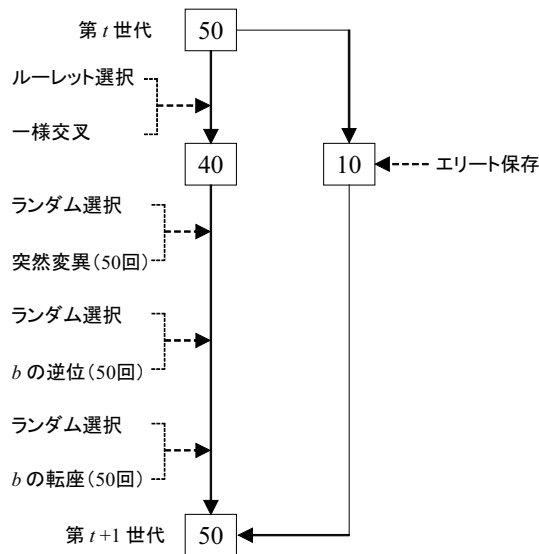 第 t 世代 50
ルーレット選択
一様交叉
40 10 エリート保存
ランダム選択
突然変異(50回)
ランダム選択
b の逆位(50回)
ランダム選択
b の転座(50回)
第 t+1 世代 50